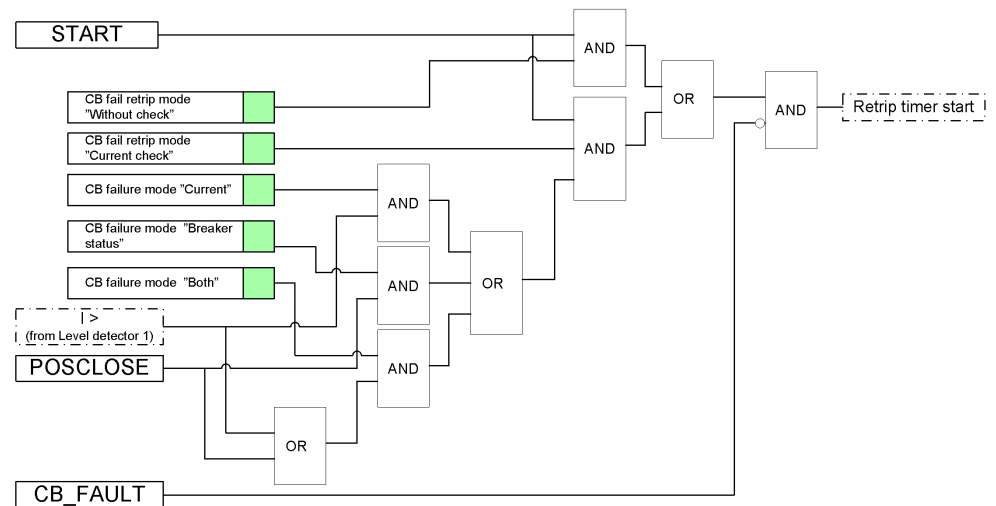 START
AND
CB fail retrip mode
"Without check"
OR
AND
Retrip timer start
CB fail retrip mode
"Current check"
AND
CB failure mode "Current"
AND
CB failure mode "Breaker
status"
CB failure mode "Both"
AND
OR
I >
(from Level detector 1)
POSCLOSE
AND
OR
CB_FAULT